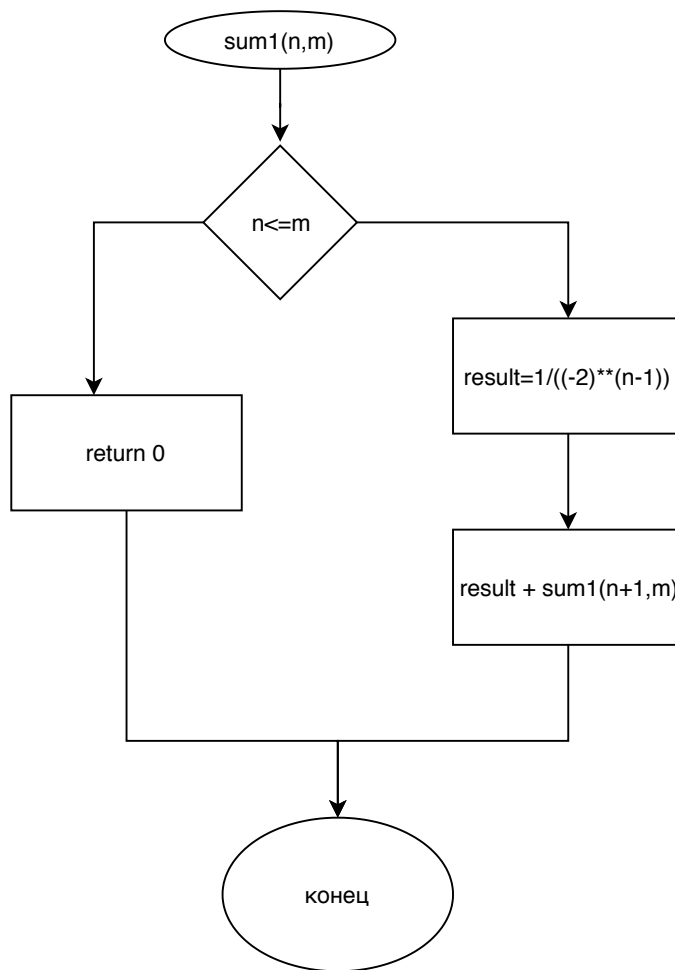 sum1(n,m)
n<=m
result=1/((-2)**(n-1))
return 0
result + sum1(n+1,m)
конец